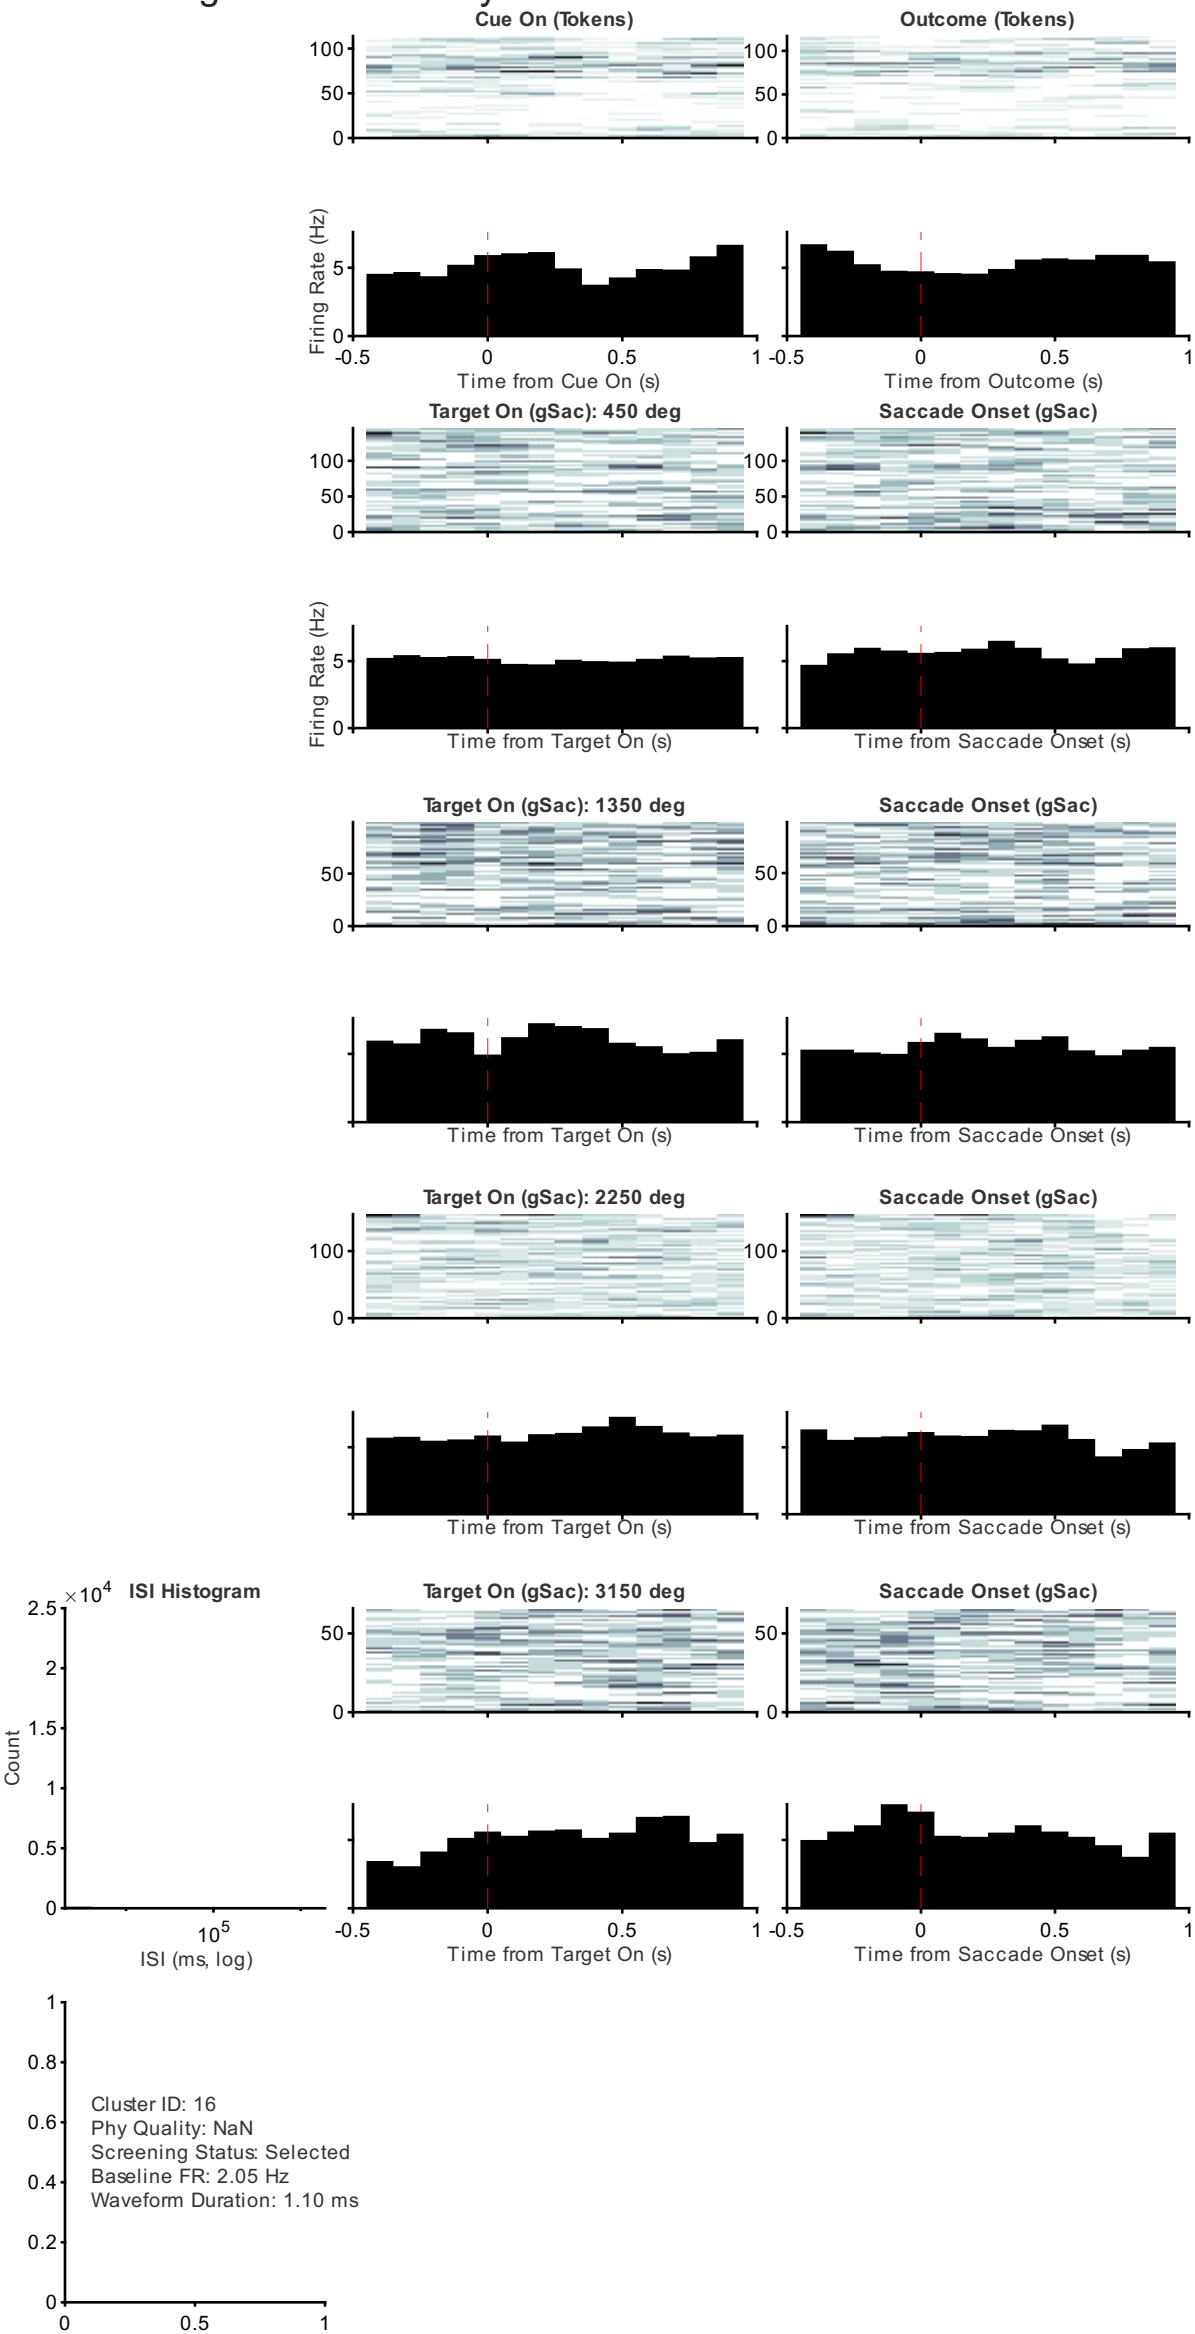 Cue On (Tokens)
Outcome (Tokens)
100
50
0
100
50
0
Firing Rate (Hz)
5
0
-0.5 0 0.5 1
-0.5 0 0.5 1
Time from Cue On (s)
Time from Outcome (s)
Target On (gSac): 450 deg
Saccade Onset (gSac)
100
50
0
100
50
0
Firing Rate (Hz)
5
0
Time from Target On (s)
Time from Saccade Onset (s)
Target On (gSac): 1350 deg
Saccade Onset (gSac)
50
0
50
0
Time from Target On (s)
Time from Saccade Onset (s)
Target On (gSac): 2250 deg
Saccade Onset (gSac)
100
0
100
0
Time from Target On (s)
Time from Saccade Onset (s)
×10^4 ISI Histogram
2.5
2
1.5
1
0.5
0
Count
10^5
ISI (ms, log)
Target On (gSac): 3150 deg
Saccade Onset (gSac)
50
0
50
0
-0.5 0 0.5 1
-0.5 0 0.5 1
Time from Target On (s)
Time from Saccade Onset (s)
1
0.8
0.6
0.4
0.2
0
Cluster ID: 16
Phy Quality: NaN
Screening Status: Selected
Baseline FR: 2.05 Hz
Waveform Duration: 1.10 ms
0 0.5 1